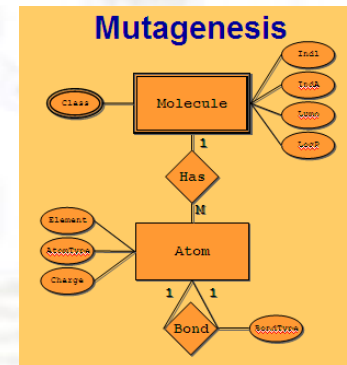 Mutagenesis
Ind1
IndA
Lumo
LogP
Class
Molecule
1
Has
M
Element
AtomType
Charge
Atom
1 1
Bond
BondType